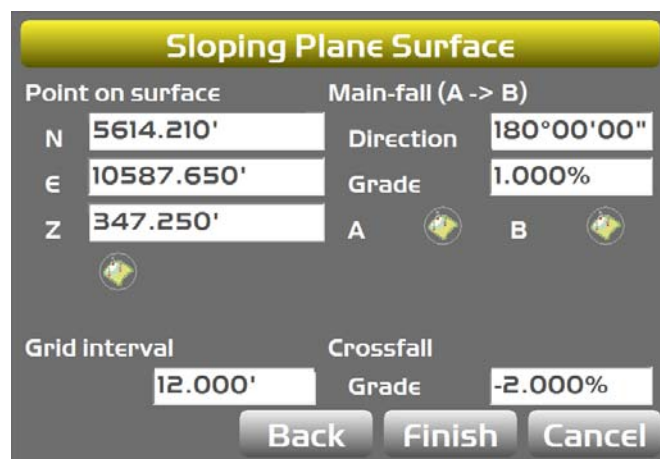 Sloping Plane Surface
Point on surface
Main-fall (A -> B)
N 5614.210'
Direction 180°00'00"
E 10587.650'
Grade 1.000%
Z 347.250'
A B
Grid interval
Crossfall
12.000'
Grade -2.000%
Back Finish Cancel